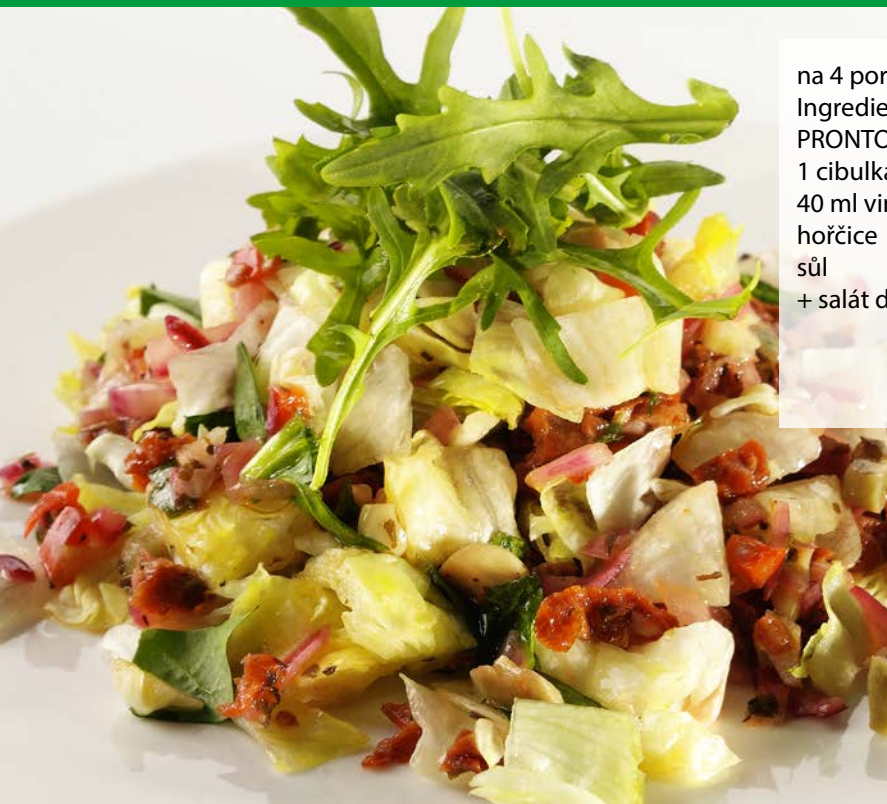 na 4 por
Ingredie
PRONTO
1 cibulka
40 ml vin
hořčice
sůl
+ salát d